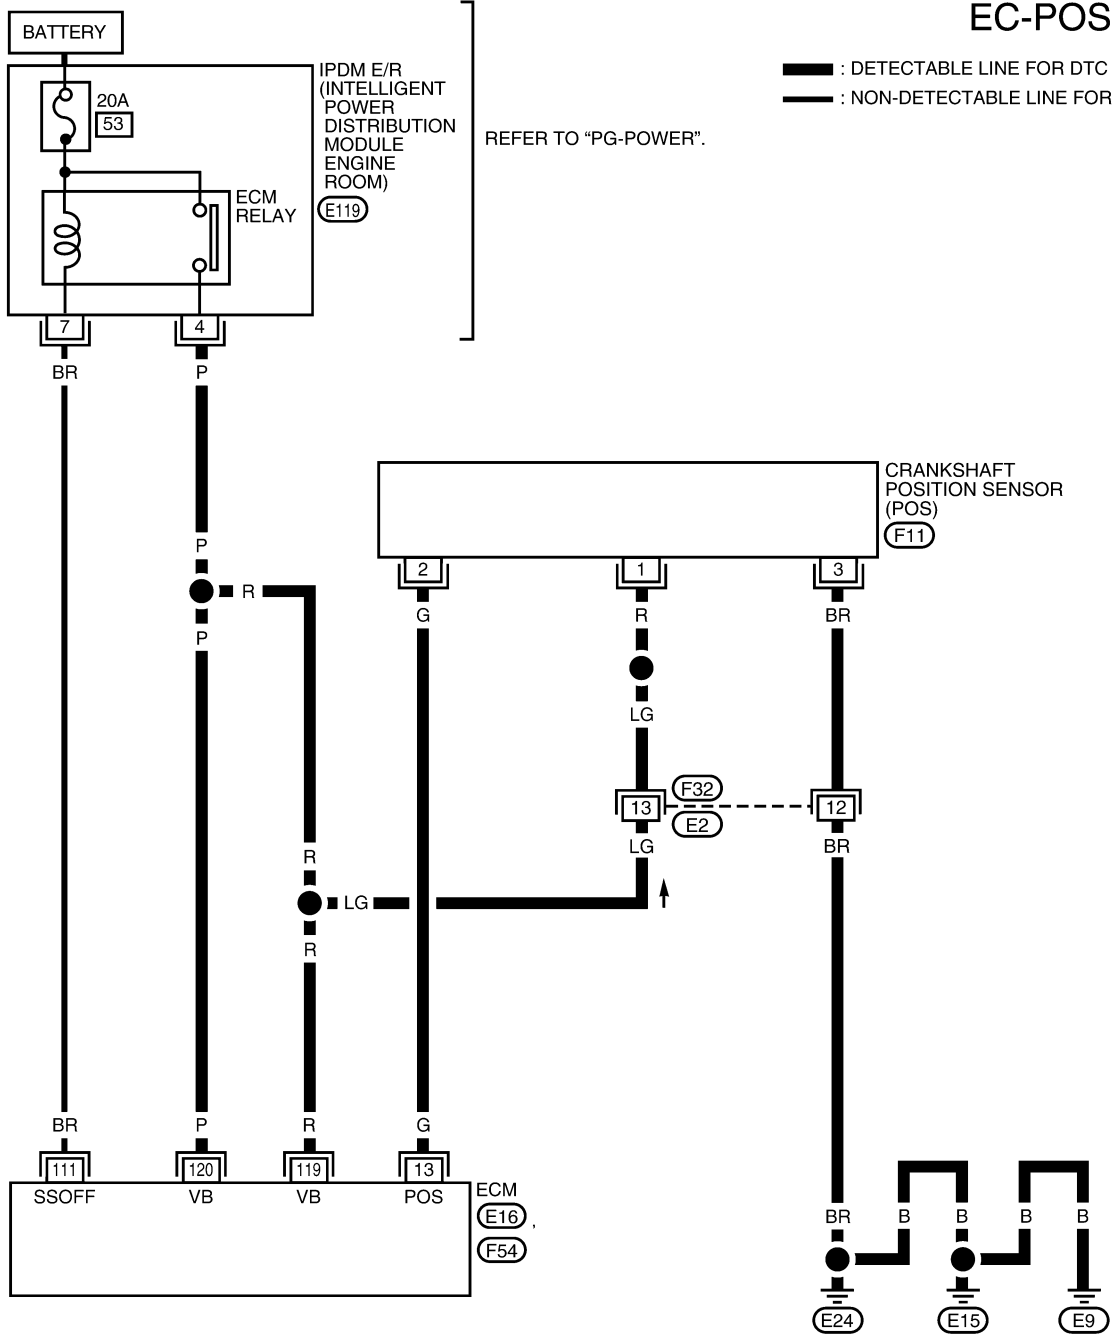 EC-POS
BATTERY
: DETECTABLE LINE FOR DTC
: NON-DETECTABLE LINE FOR
IPDM E/R
(INTELLIGENT
POWER
DISTRIBUTION
MODULE
ENGINE
ROOM)
E119
20A
53
REFER TO “PG-POWER”.
ECM
RELAY
7
4
BR
P
CRANKSHAFT
POSITION SENSOR
(POS)
F11
P
R
P
2
1
3
G
R
BR
LG
F32
13
12
E2
LG
BR
R
LG
R
BR
P
R
G
111
120
119
13
SSOFF
VB
VB
POS
ECM
E16 ,
F54
BR
B
B
B
B
E24
E15
E9